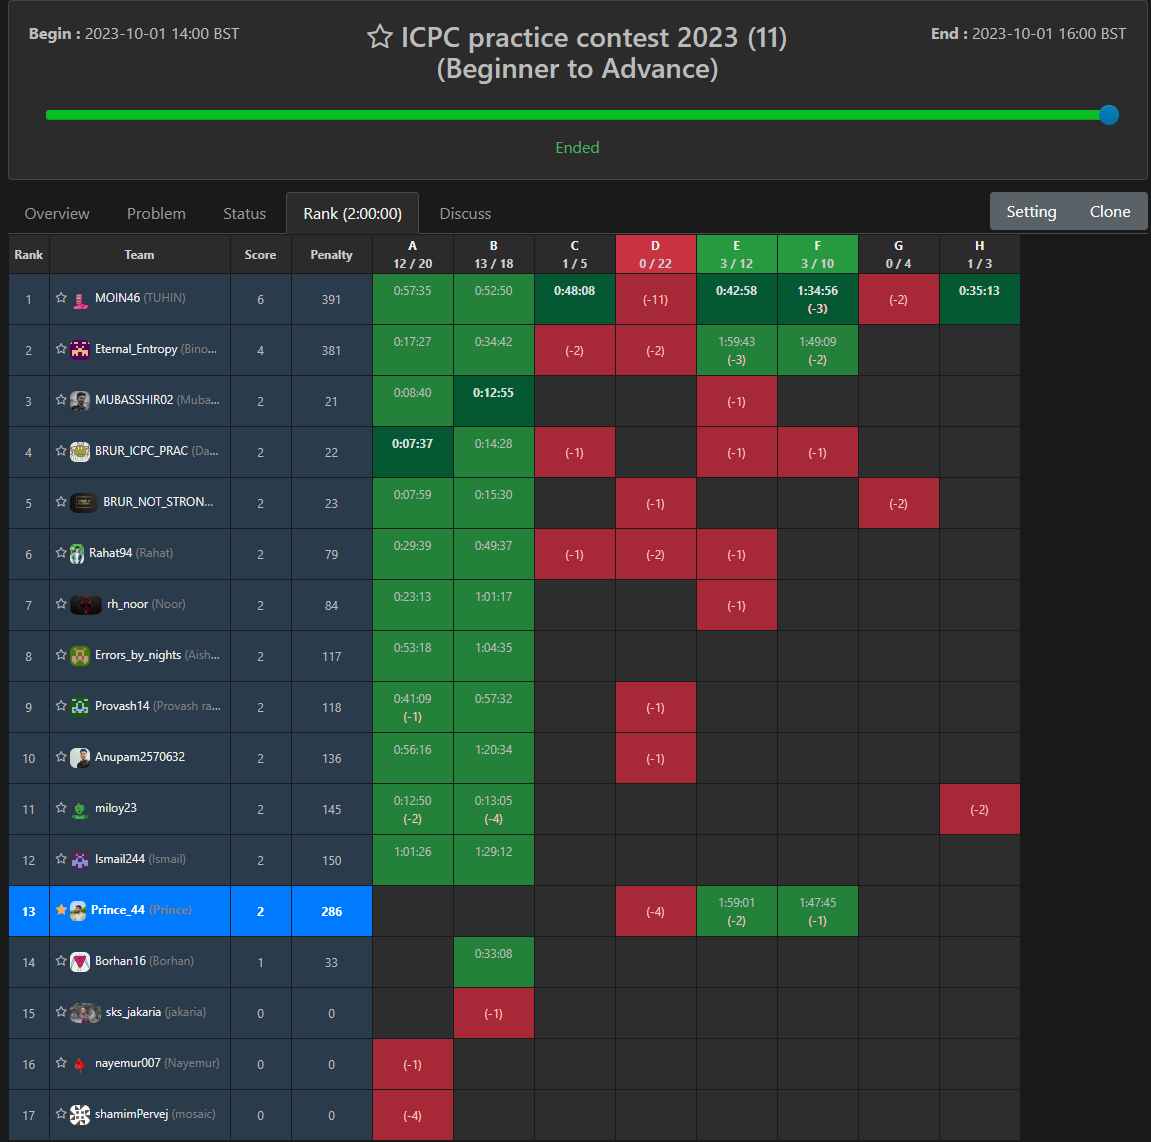 Begin : 2023-10-01 14:00 BST
ICPC practice contest 2023 (11)
(Beginner to Advance)
End : 2023-10-01 16:00 BST
Ended
Overview Problem Status Rank (2:00:00) Discuss Setting Clone
Rank Team Score Penalty A B C D E F G H
12 / 20 13 / 18 1 / 5 0 / 22 3 / 12 3 / 10 0 / 4 1 / 3
1 MOIN46 (TUHIN) 6 391 0:57:35 0:52:50 0:48:08 (-11) 0:42:58 1:34:56 (-3) (-2) 0:35:13
2 Eternal_Entropy (Bino... 4 381 0:17:27 0:34:42 (-2) (-2) 1:59:43 (-3) 1:49:09 (-2)
3 MUBASSHIR02 (Muba... 2 21 0:08:40 0:12:55 (-1)
4 BRUR_ICPC_PRAC (Da... 2 22 0:07:37 0:14:28 (-1) (-1) (-1)
5 BRUR_NOT_STRON... 2 23 0:07:59 0:15:30 (-1) (-2)
6 Rahat94 (Rahat) 2 79 0:29:39 0:49:37 (-1) (-2) (-1)
7 rh_noor (Noor) 2 84 0:23:13 1:01:17 (-1)
8 Errors_by_nights (Aish... 2 117 0:53:18 1:04:35
9 Provash14 (Provash ra... 2 118 0:41:09 (-1) 0:57:32 (-1)
10 Anupam2570632 2 136 0:56:16 1:20:34 (-1)
11 miloy23 2 145 0:12:50 (-2) 0:13:05 (-4) (-2)
12 Ismail244 (Ismail) 2 150 1:01:26 1:29:12
13 Prince_44 (Prince) 2 286 (-4) 1:59:01 (-2) 1:47:45 (-1)
14 Borhan16 (Borhan) 1 33 0:33:08
15 sks_jakaria (jakaria) 0 0 (-1)
16 nayemur007 (Nayemur) 0 0 (-1)
17 shamimPervej (mosaic) 0 0 (-4)